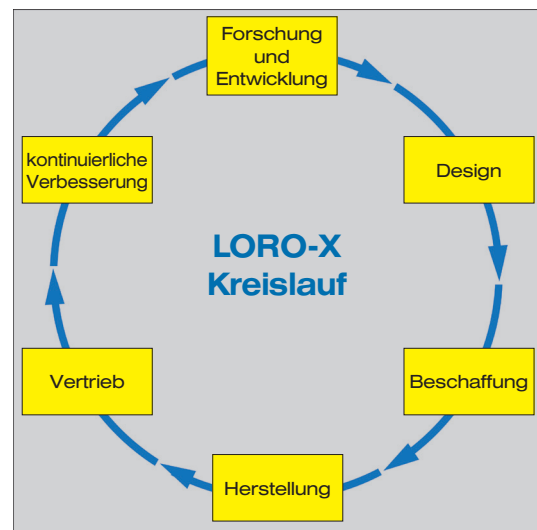 Forschung
und
Entwicklung
Design
Beschaffung
Herstellung
Vertrieb
kontinuierliche
Verbesserung
LORO-X
Kreislauf